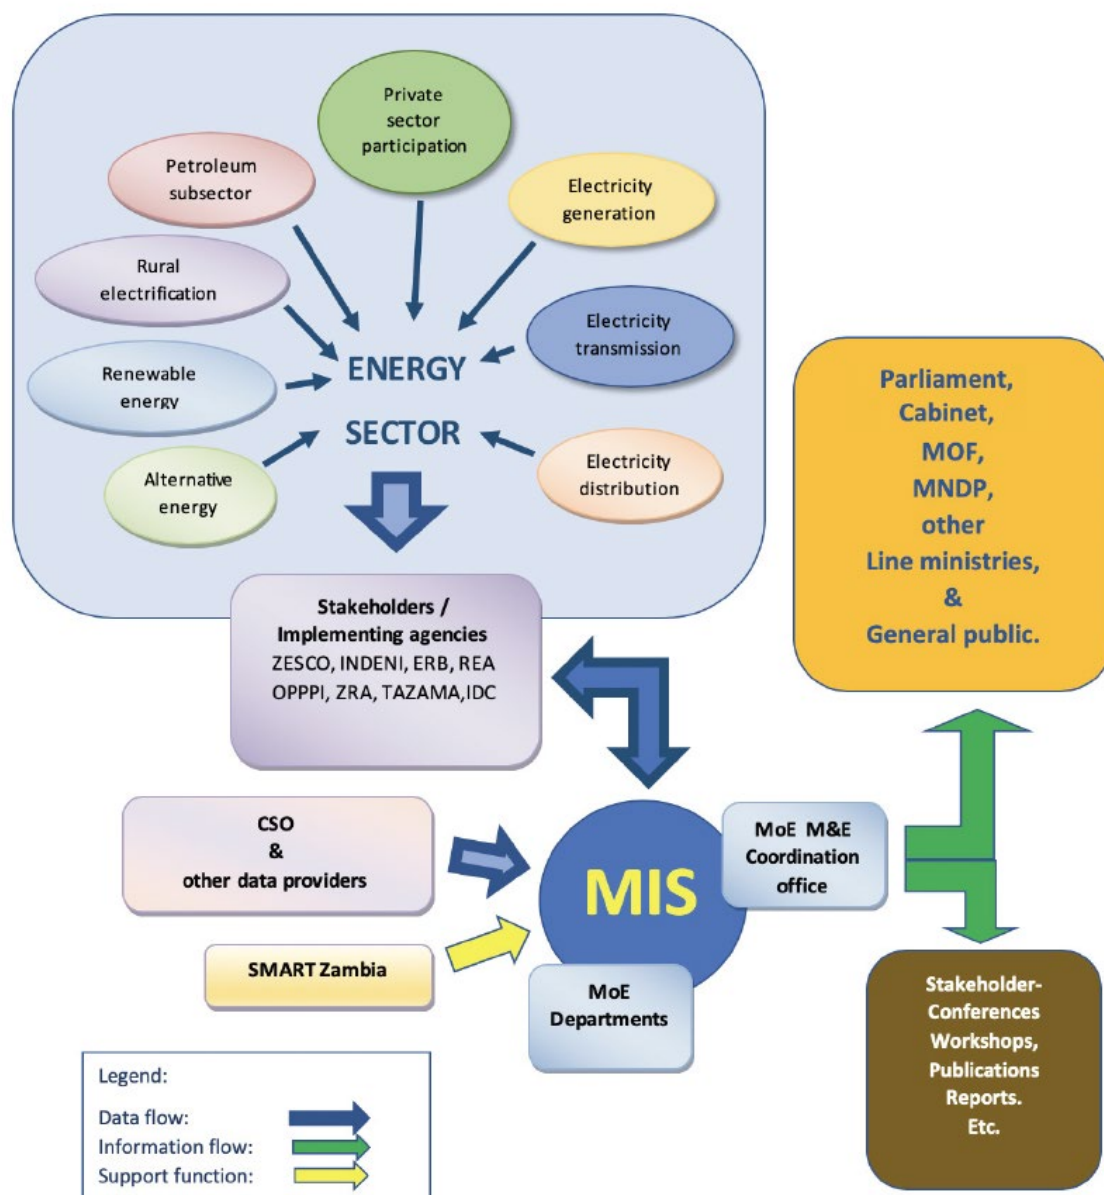 Private
sector
participation
Petroleum
subsector
Electricity
generation
Rural
electrification
Electricity
transmission
Renewable
energy
ENERGY
SECTOR
Alternative
energy
Electricity
distribution
Parliament,
Cabinet,
MOF,
MNDP,
other
Line ministries,
&
General public.
Stakeholders /
Implementing agencies
ZESCO, INDENI, ERB, REA
OPPPI, ZRA, TAZAMA,IDC
CSO
&
other data providers
MIS
MoE M&E
Coordination
office
SMART Zambia
MoE
Departments
Stakeholder-
Conferences
Workshops,
Publications
Reports.
Etc.
Legend:
Data flow:
Information flow:
Support function: